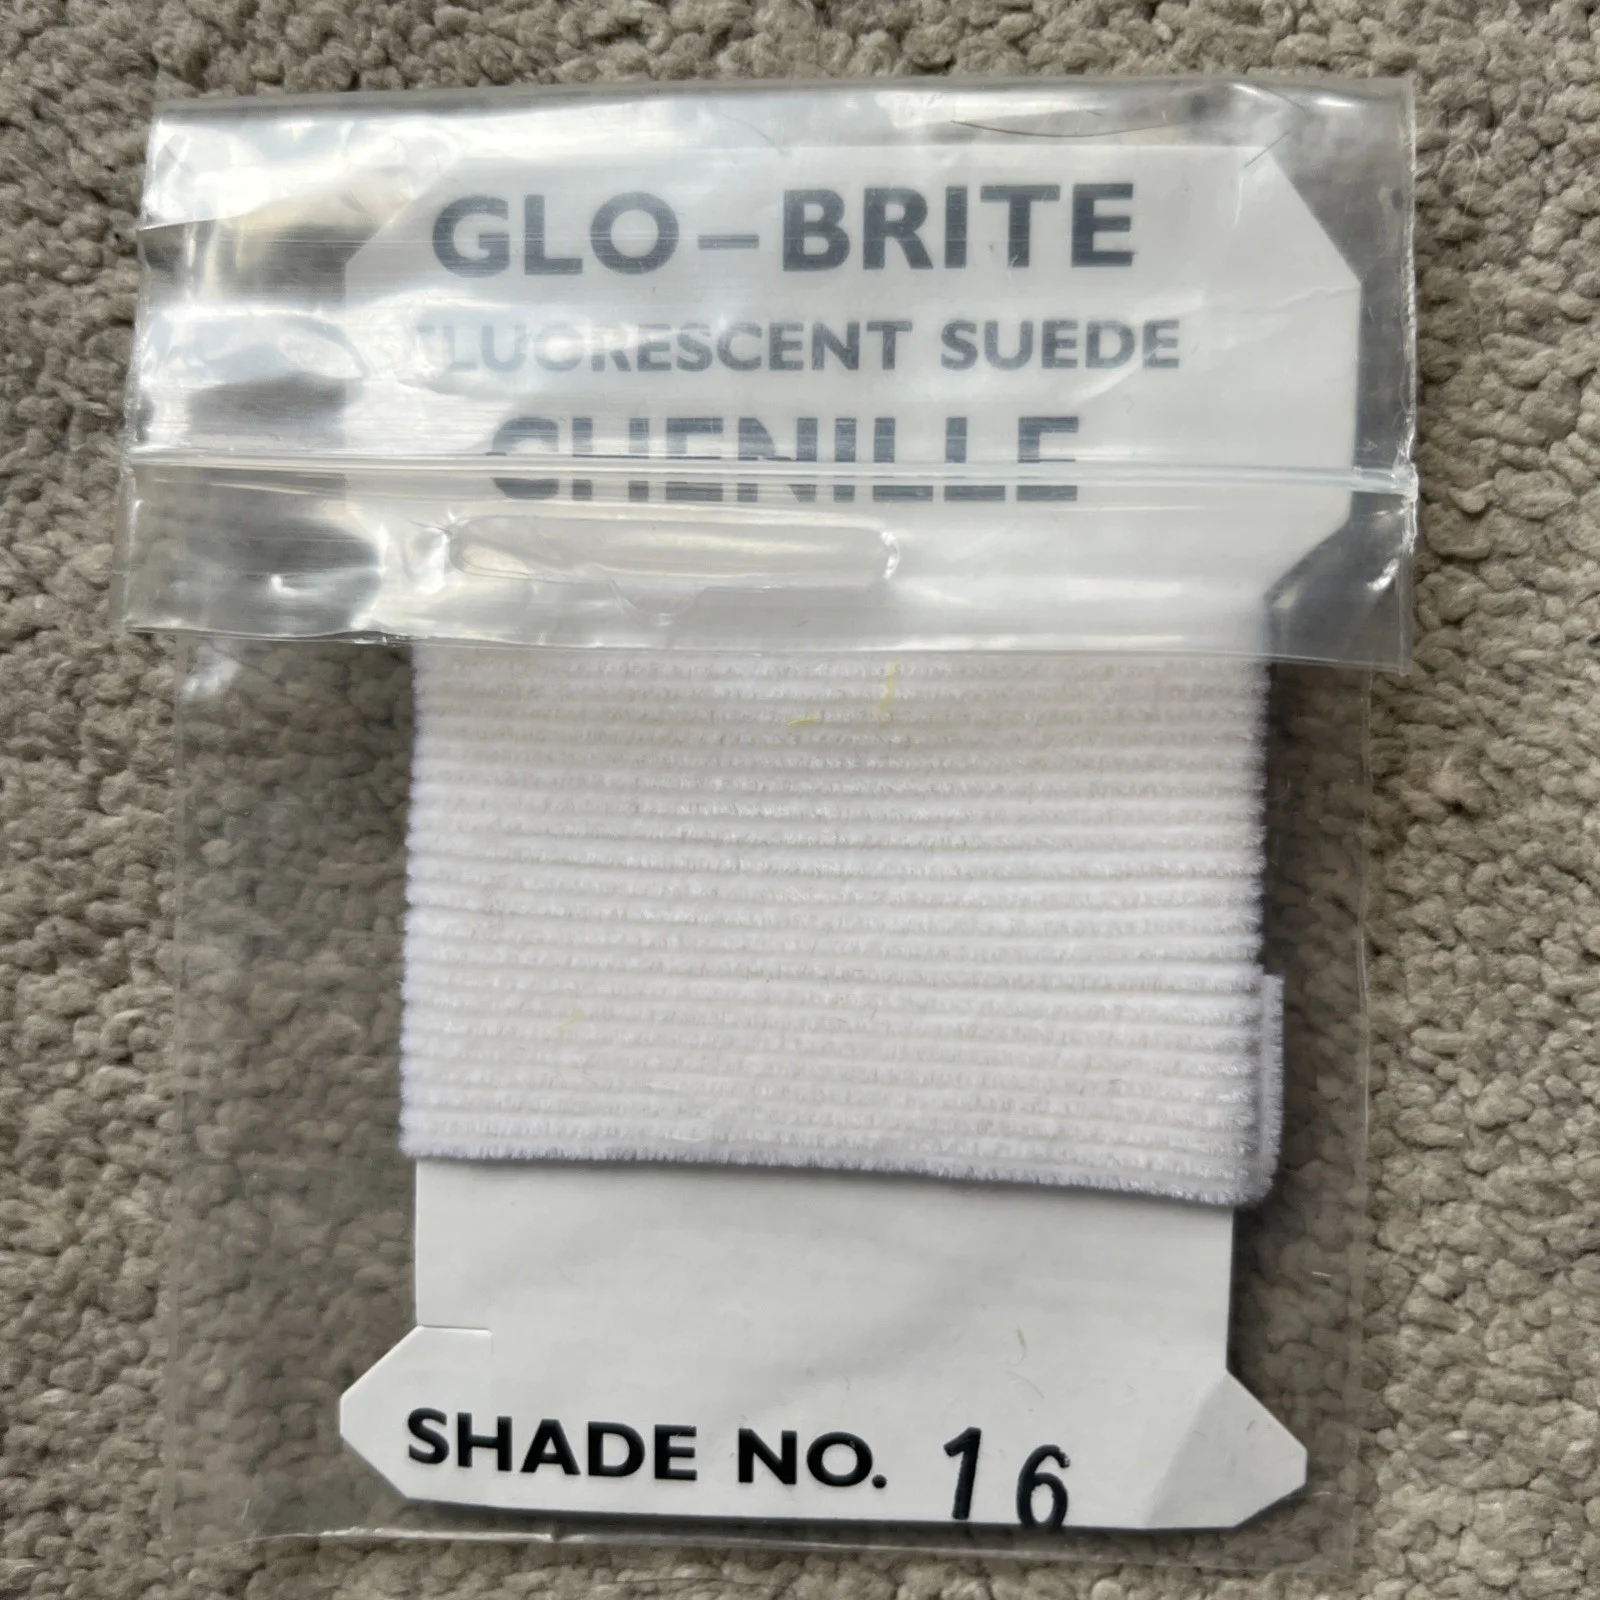 GLO-BRITE
FLUORESCENT SUEDE
CHENILLE
SHADE NO. 16